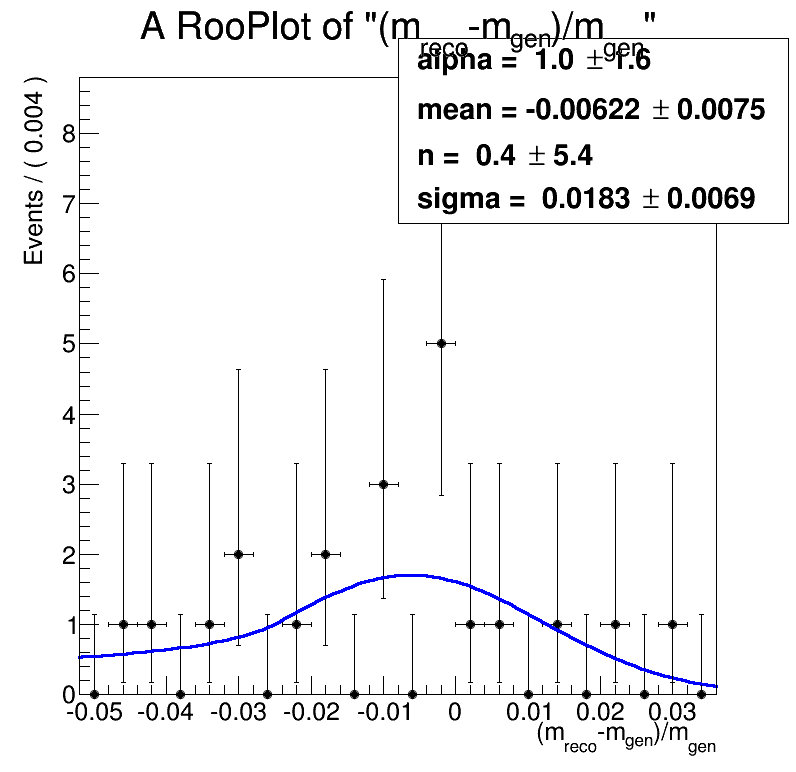 A RooPlot of "(m_reco-m_gen)/m_gen"
alpha = 1.0 ± 1.6
mean = -0.00622 ± 0.0075
n = 0.4 ± 5.4
sigma = 0.0183 ± 0.0069
Events / ( 0.004 )
8
7
6
5
4
3
2
1
0
-0.05 -0.04 -0.03 -0.02 -0.01 0 0.01 0.02 0.03
(m_reco-m_gen)/m_gen